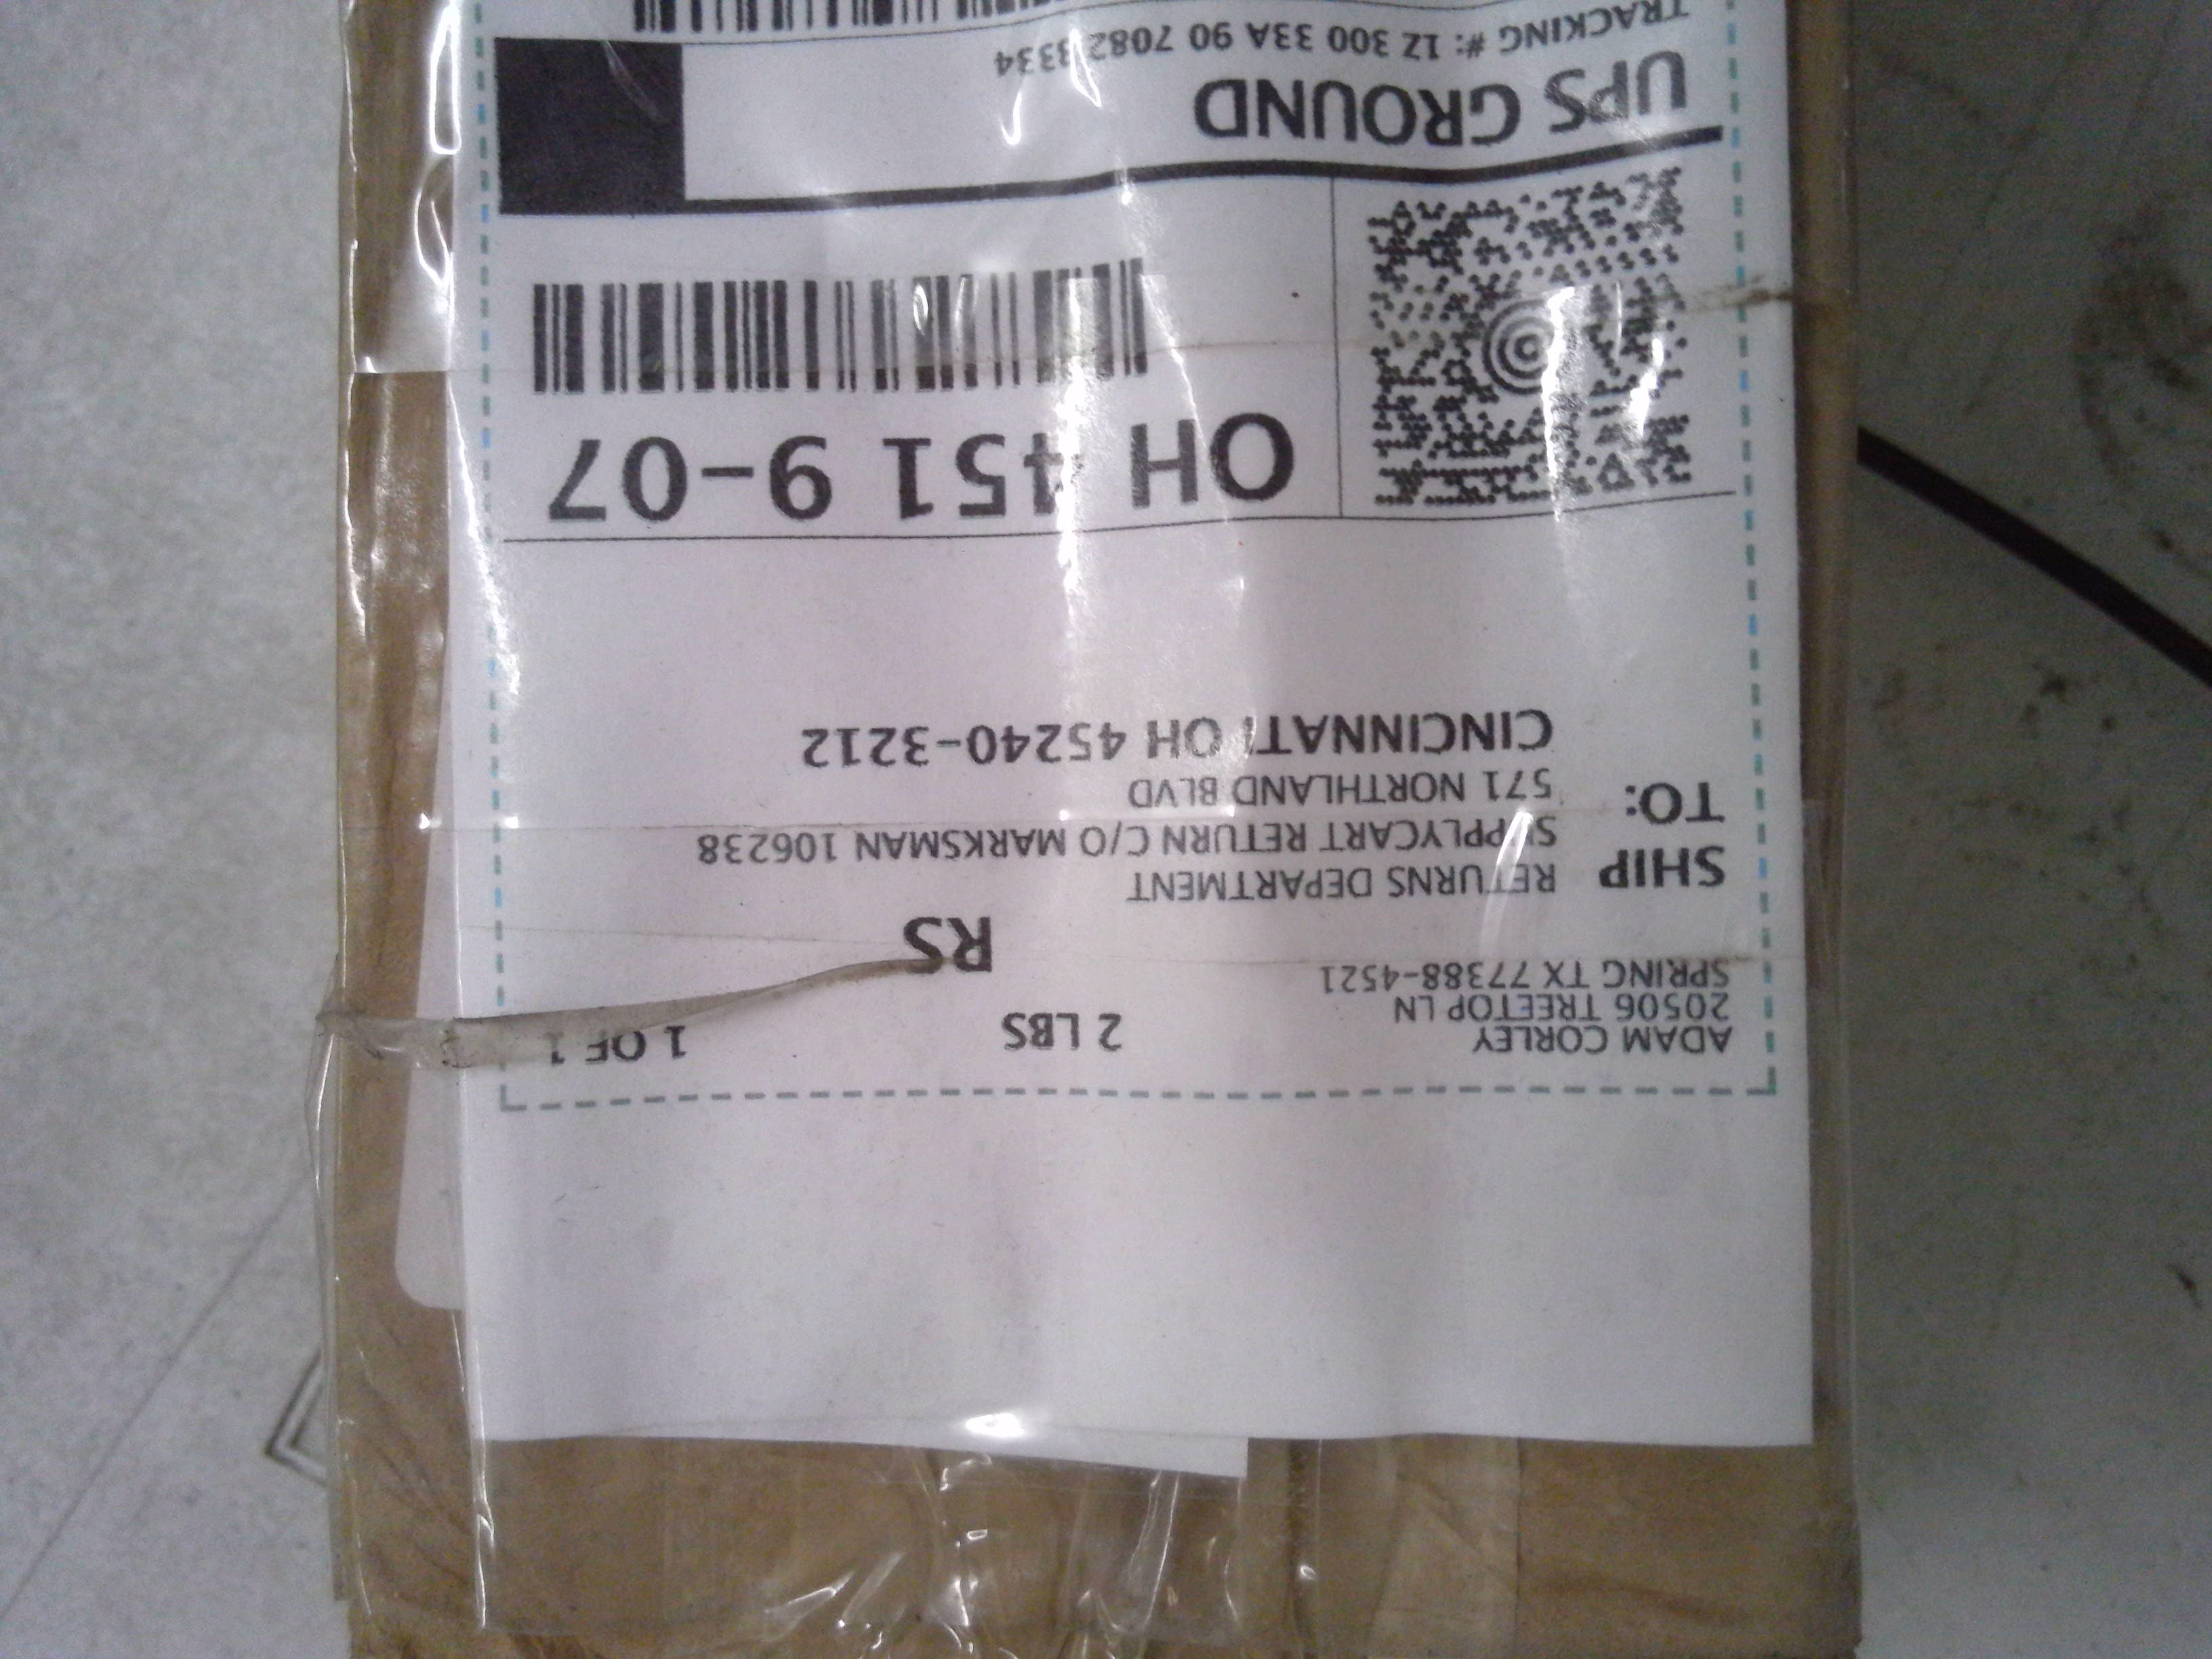 ADAM CORLEY
20506 TREETOP LN
SPRING TX 77388-4521
2 LBS
1 OF 1
RS
SHIP
TO:
RETURNS DEPARTMENT
SUPPLYCART RETURN C/O MARKSMAN 106238
571 NORTHLAND BLVD
CINCINNATI OH 45240-3212
OH 451 9-07
UPS GROUND
TRACKING #: 1Z 300 33A 90 7082 3334